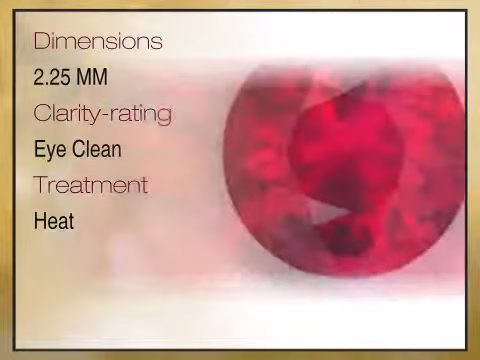 Dimensions
2.25 MM
Clarity-rating
Eye Clean
Treatment
Heat